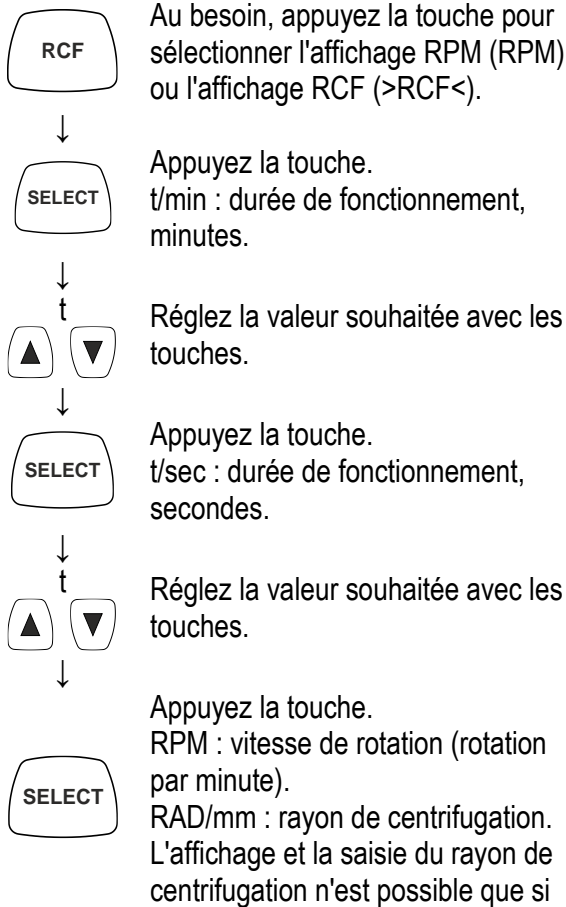 RCF
Au besoin, appuyez la touche pour
sélectionner l'affichage RPM (RPM)
ou l'affichage RCF (>RCF<).
↓
SELECT
Appuyez la touche.
t/min : durée de fonctionnement,
minutes.
↓
t
▲ ▼
Réglez la valeur souhaitée avec les
touches.
↓
SELECT
Appuyez la touche.
t/sec : durée de fonctionnement,
secondes.
↓
t
▲ ▼
Réglez la valeur souhaitée avec les
touches.
↓
SELECT
Appuyez la touche.
RPM : vitesse de rotation (rotation
par minute).
RAD/mm : rayon de centrifugation.
L'affichage et la saisie du rayon de
centrifugation n'est possible que si